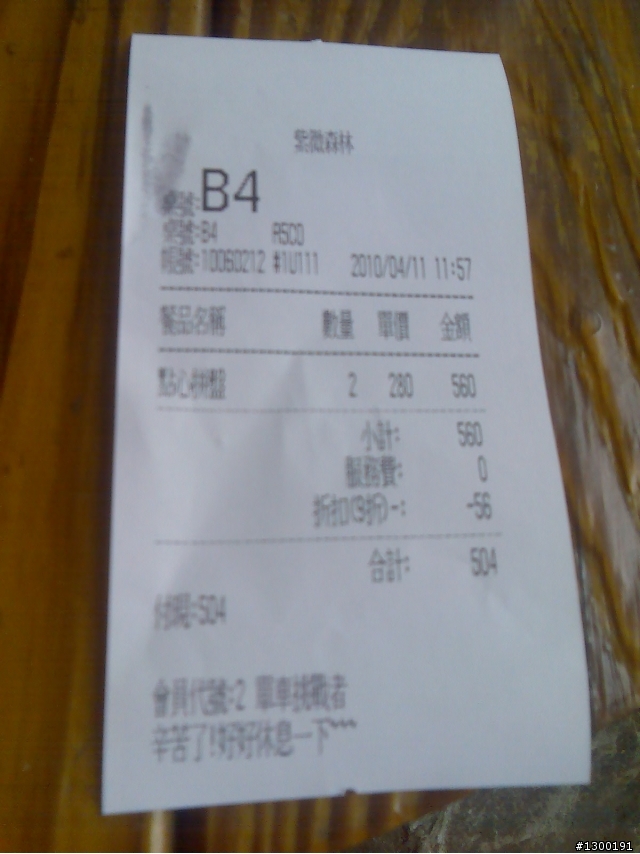 紫微森林
桌號:B4
桌號:B4 R5C0
帳號:10060212 #1U111 2010/04/11 11:57
餐品名稱 數量 單價 金額
點心拼盤 2 280 560
小計: 560
服務費: 0
折扣(9折)-: -56
合計: 504
付現:504
會員代號:2 單車挑戰者
辛苦了!好好休息一下~~~
#1300191